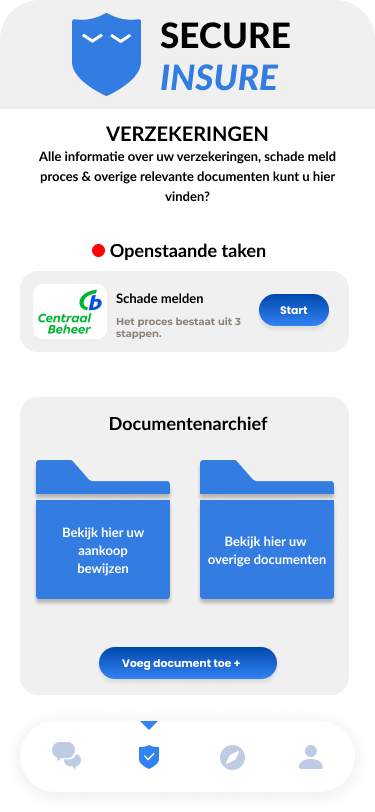 SECURE
INSURE
VERZEKERINGEN
Alle informatie over uw verzekeringen, schade meld
proces & overige relevante documenten kunt u hier
vinden?
Openstaande taken
Centraal
Beheer
Schade melden
Het proces bestaat uit 3
stappen.
Start
Documentenarchief
Bekijk hier uw
aankoop
bewijzen
Bekijk hier uw
overige documenten
Voeg document toe +